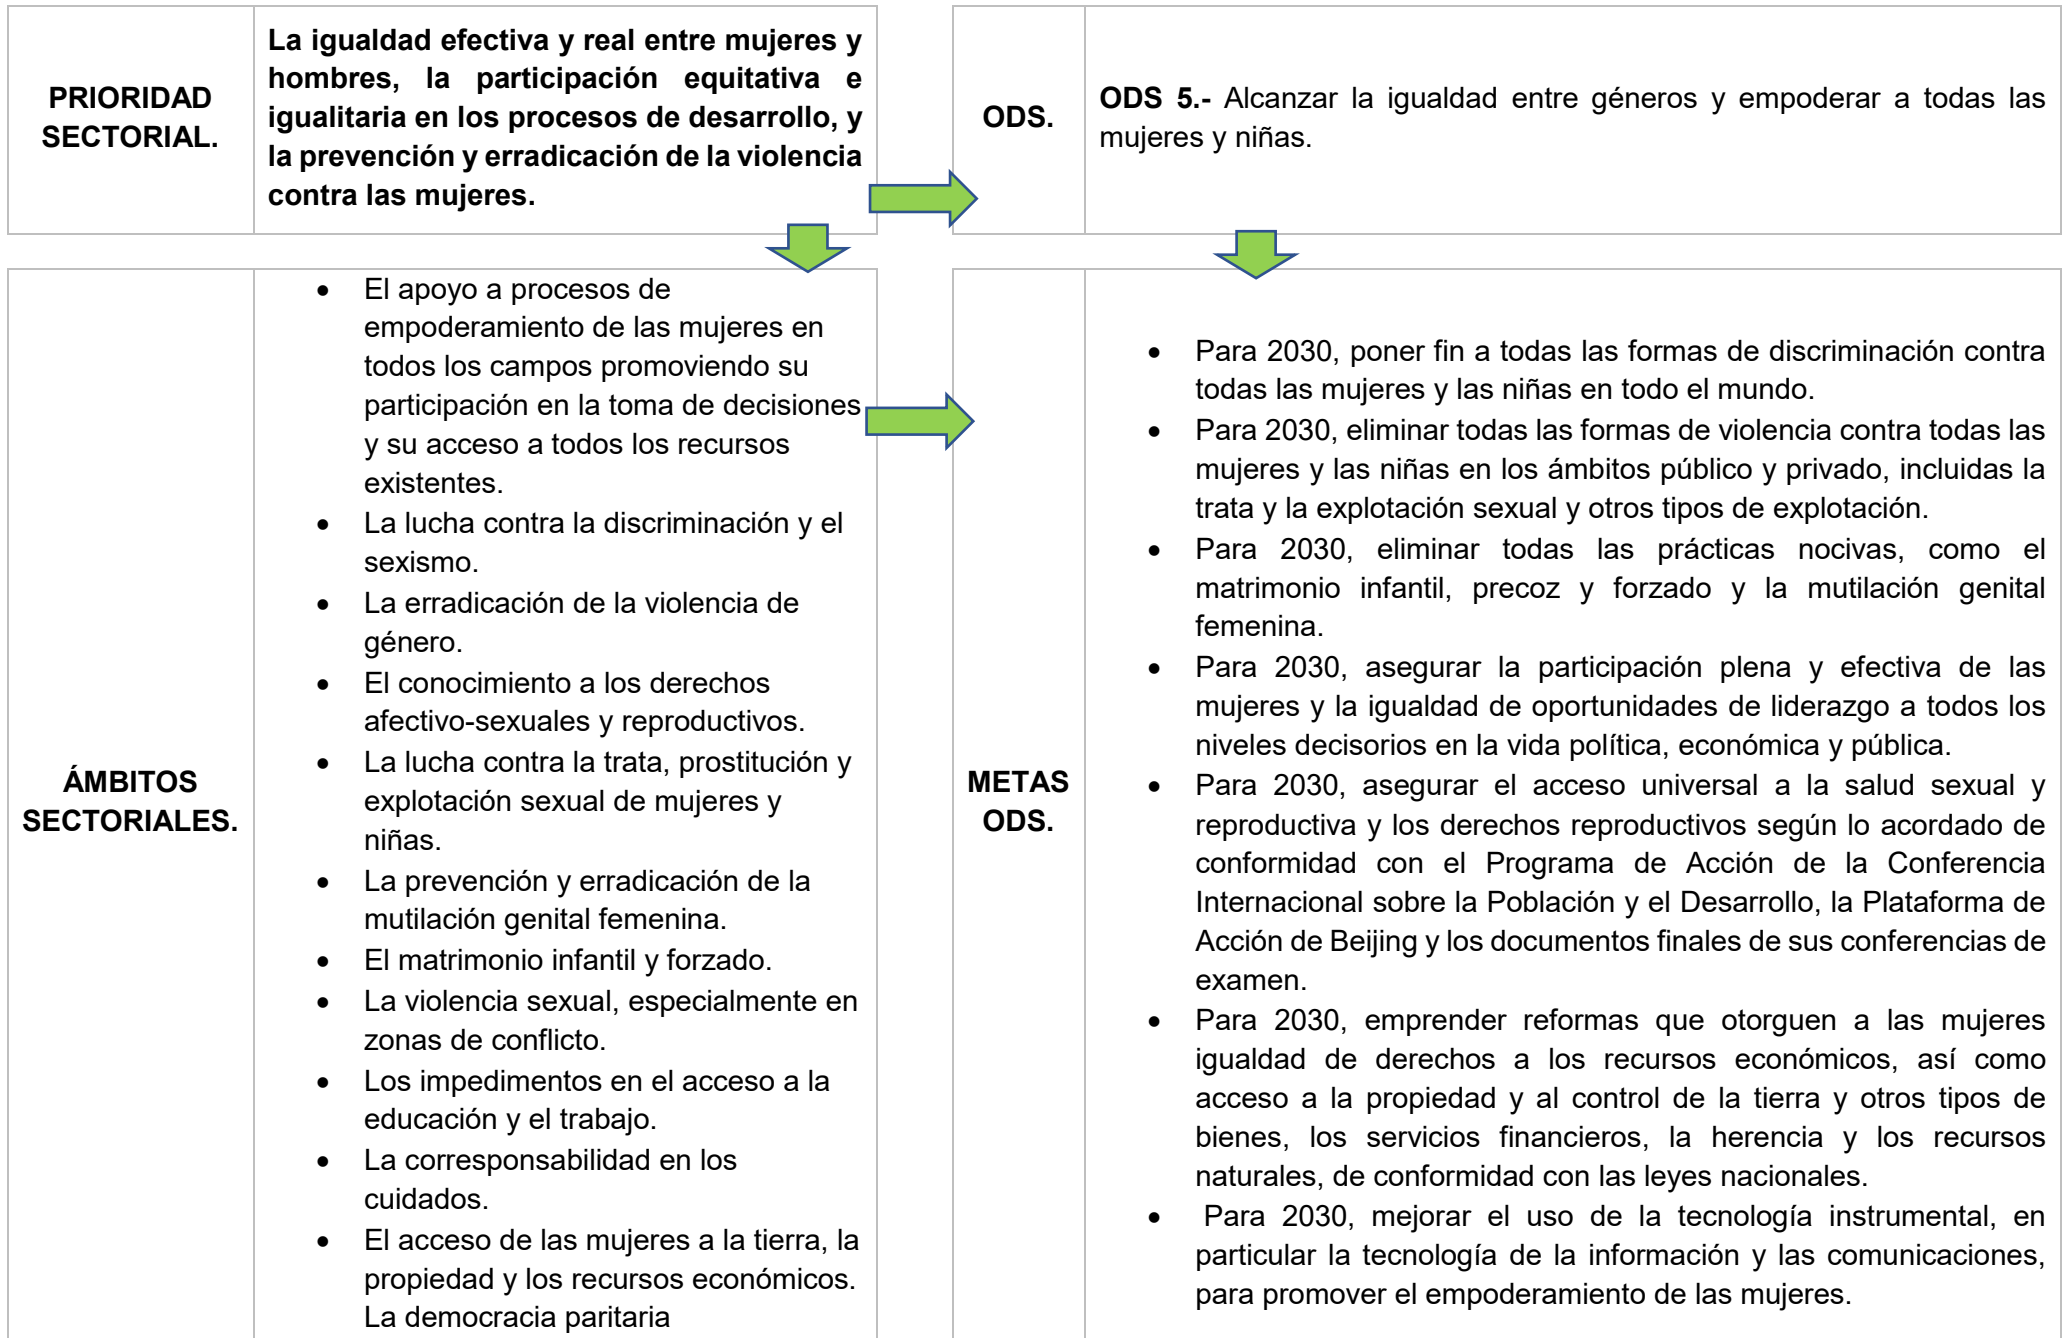 PRIORIDAD
SECTORIAL.
La igualdad efectiva y real entre mujeres y
hombres, la participación equitativa e
igualitaria en los procesos de desarrollo, y
la prevención y erradicación de la violencia
contra las mujeres.
ODS.
ODS 5.- Alcanzar la igualdad entre géneros y empoderar a todas las
mujeres y niñas.
ÁMBITOS
SECTORIALES.
• El apoyo a procesos de
empoderamiento de las mujeres en
todos los campos promoviendo su
participación en la toma de decisiones
y su acceso a todos los recursos
existentes.
• La lucha contra la discriminación y el
sexismo.
• La erradicación de la violencia de
género.
• El conocimiento a los derechos
afectivo-sexuales y reproductivos.
• La lucha contra la trata, prostitución y
explotación sexual de mujeres y
niñas.
• La prevención y erradicación de la
mutilación genital femenina.
• El matrimonio infantil y forzado.
• La violencia sexual, especialmente en
zonas de conflicto.
• Los impedimentos en el acceso a la
educación y el trabajo.
• La corresponsabilidad en los
cuidados.
• El acceso de las mujeres a la tierra, la
propiedad y los recursos económicos.
La democracia paritaria
METAS
ODS.
• Para 2030, poner fin a todas las formas de discriminación contra
todas las mujeres y las niñas en todo el mundo.
• Para 2030, eliminar todas las formas de violencia contra todas las
mujeres y las niñas en los ámbitos público y privado, incluidas la
trata y la explotación sexual y otros tipos de explotación.
• Para 2030, eliminar todas las prácticas nocivas, como el
matrimonio infantil, precoz y forzado y la mutilación genital
femenina.
• Para 2030, asegurar la participación plena y efectiva de las
mujeres y la igualdad de oportunidades de liderazgo a todos los
niveles decisorios en la vida política, económica y pública.
• Para 2030, asegurar el acceso universal a la salud sexual y
reproductiva y los derechos reproductivos según lo acordado de
conformidad con el Programa de Acción de la Conferencia
Internacional sobre la Población y el Desarrollo, la Plataforma de
Acción de Beijing y los documentos finales de sus conferencias de
examen.
• Para 2030, emprender reformas que otorguen a las mujeres
igualdad de derechos a los recursos económicos, así como
acceso a la propiedad y al control de la tierra y otros tipos de
bienes, los servicios financieros, la herencia y los recursos
naturales, de conformidad con las leyes nacionales.
• Para 2030, mejorar el uso de la tecnología instrumental, en
particular la tecnología de la información y las comunicaciones,
para promover el empoderamiento de las mujeres.